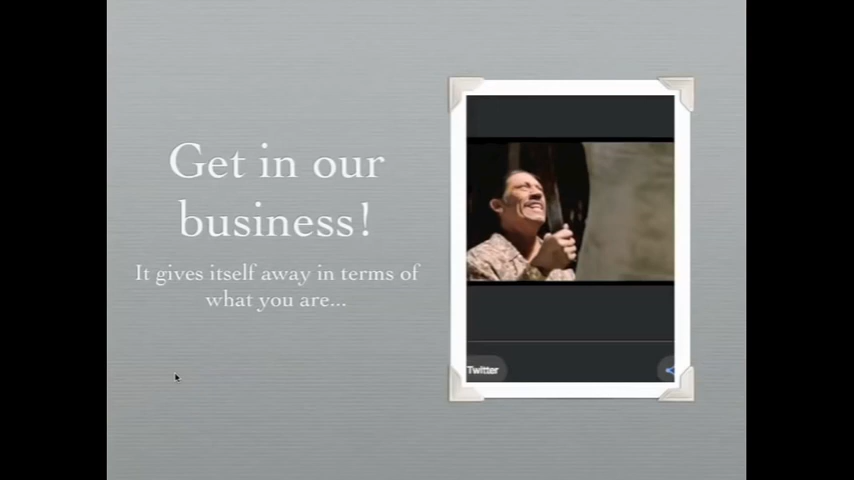 Get in our
business!
It gives itself away in terms of
what you are...
Twitter